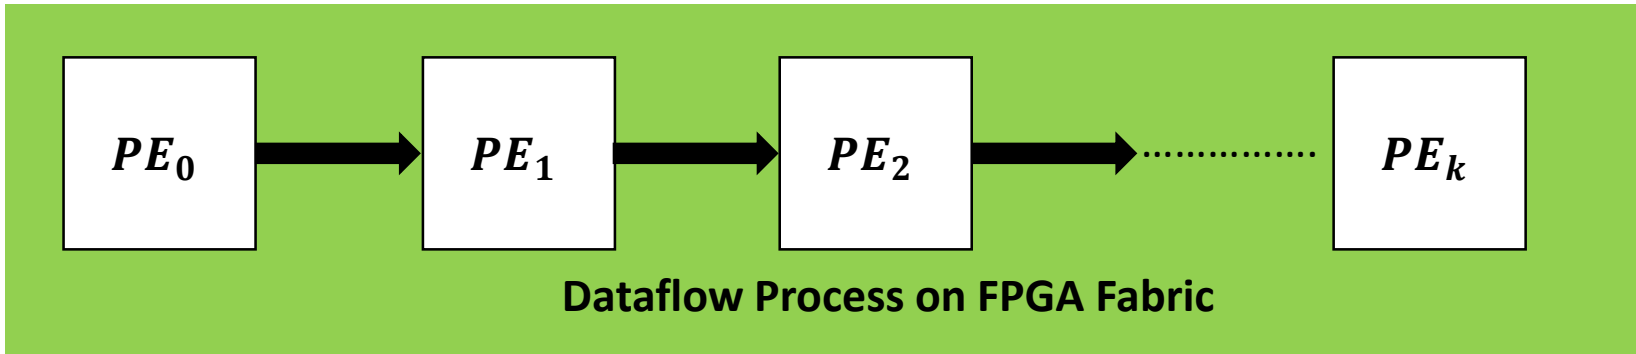 PE₀ PE₁ PE₂ ................ PEₖ
Dataflow Process on FPGA Fabric